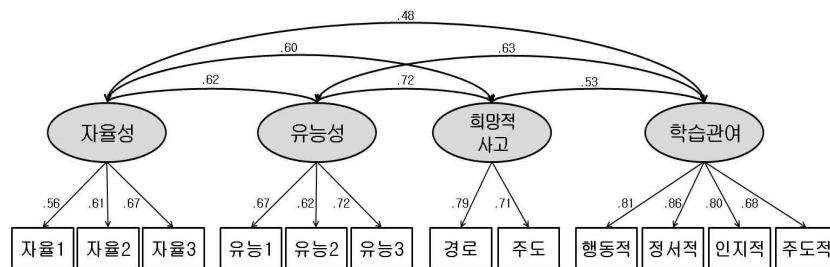 .48
.60
.63
.62
.72
.53
자율성
유능성
희망적
사고
학습관여
.56
.61
.67
.67
.62
.72
.79
.71
.81
.86
.80
.68
자율1
자율2
자율3
유능1
유능2
유능3
경로
주도
행동적
정서적
인지적
주도적